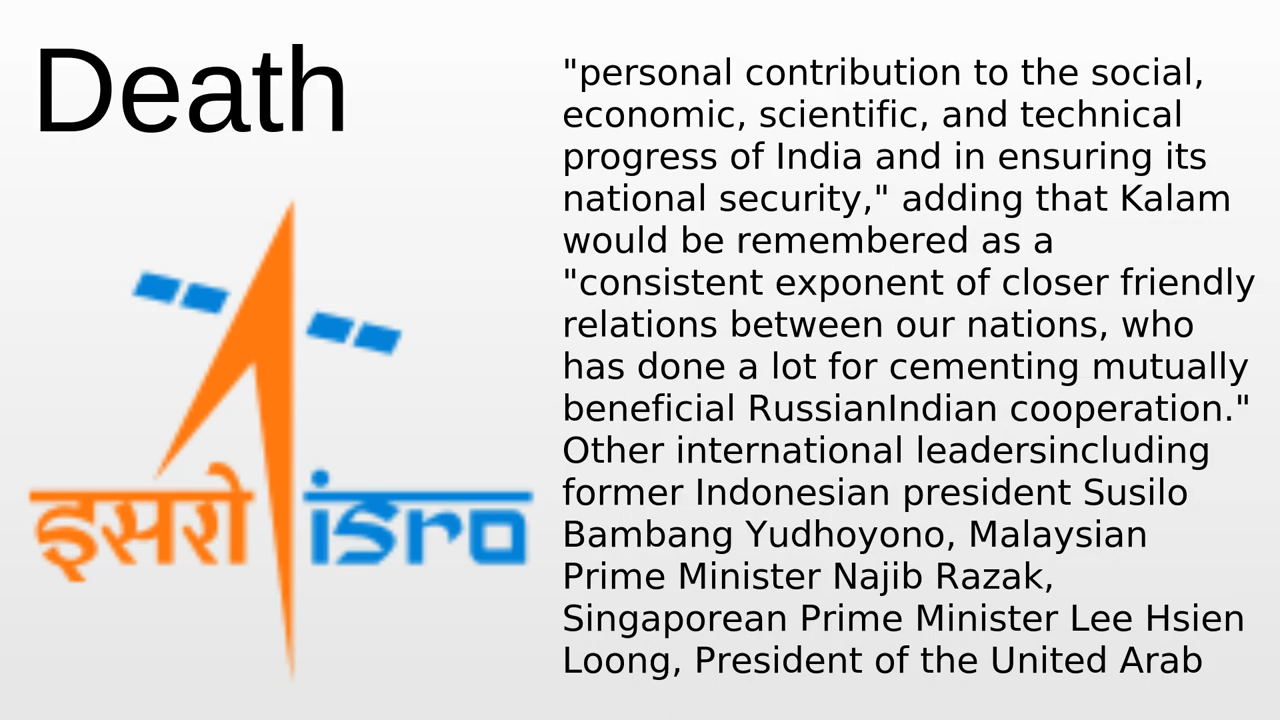 Death
"personal contribution to the social,
economic, scientific, and technical
progress of India and in ensuring its
national security," adding that Kalam
would be remembered as a
"consistent exponent of closer friendly
relations between our nations, who
has done a lot for cementing mutually
beneficial RussianIndian cooperation."
Other international leadersincluding
former Indonesian president Susilo
Bambang Yudhoyono, Malaysian
Prime Minister Najib Razak,
Singaporean Prime Minister Lee Hsien
Loong, President of the United Arab
इसरो isro